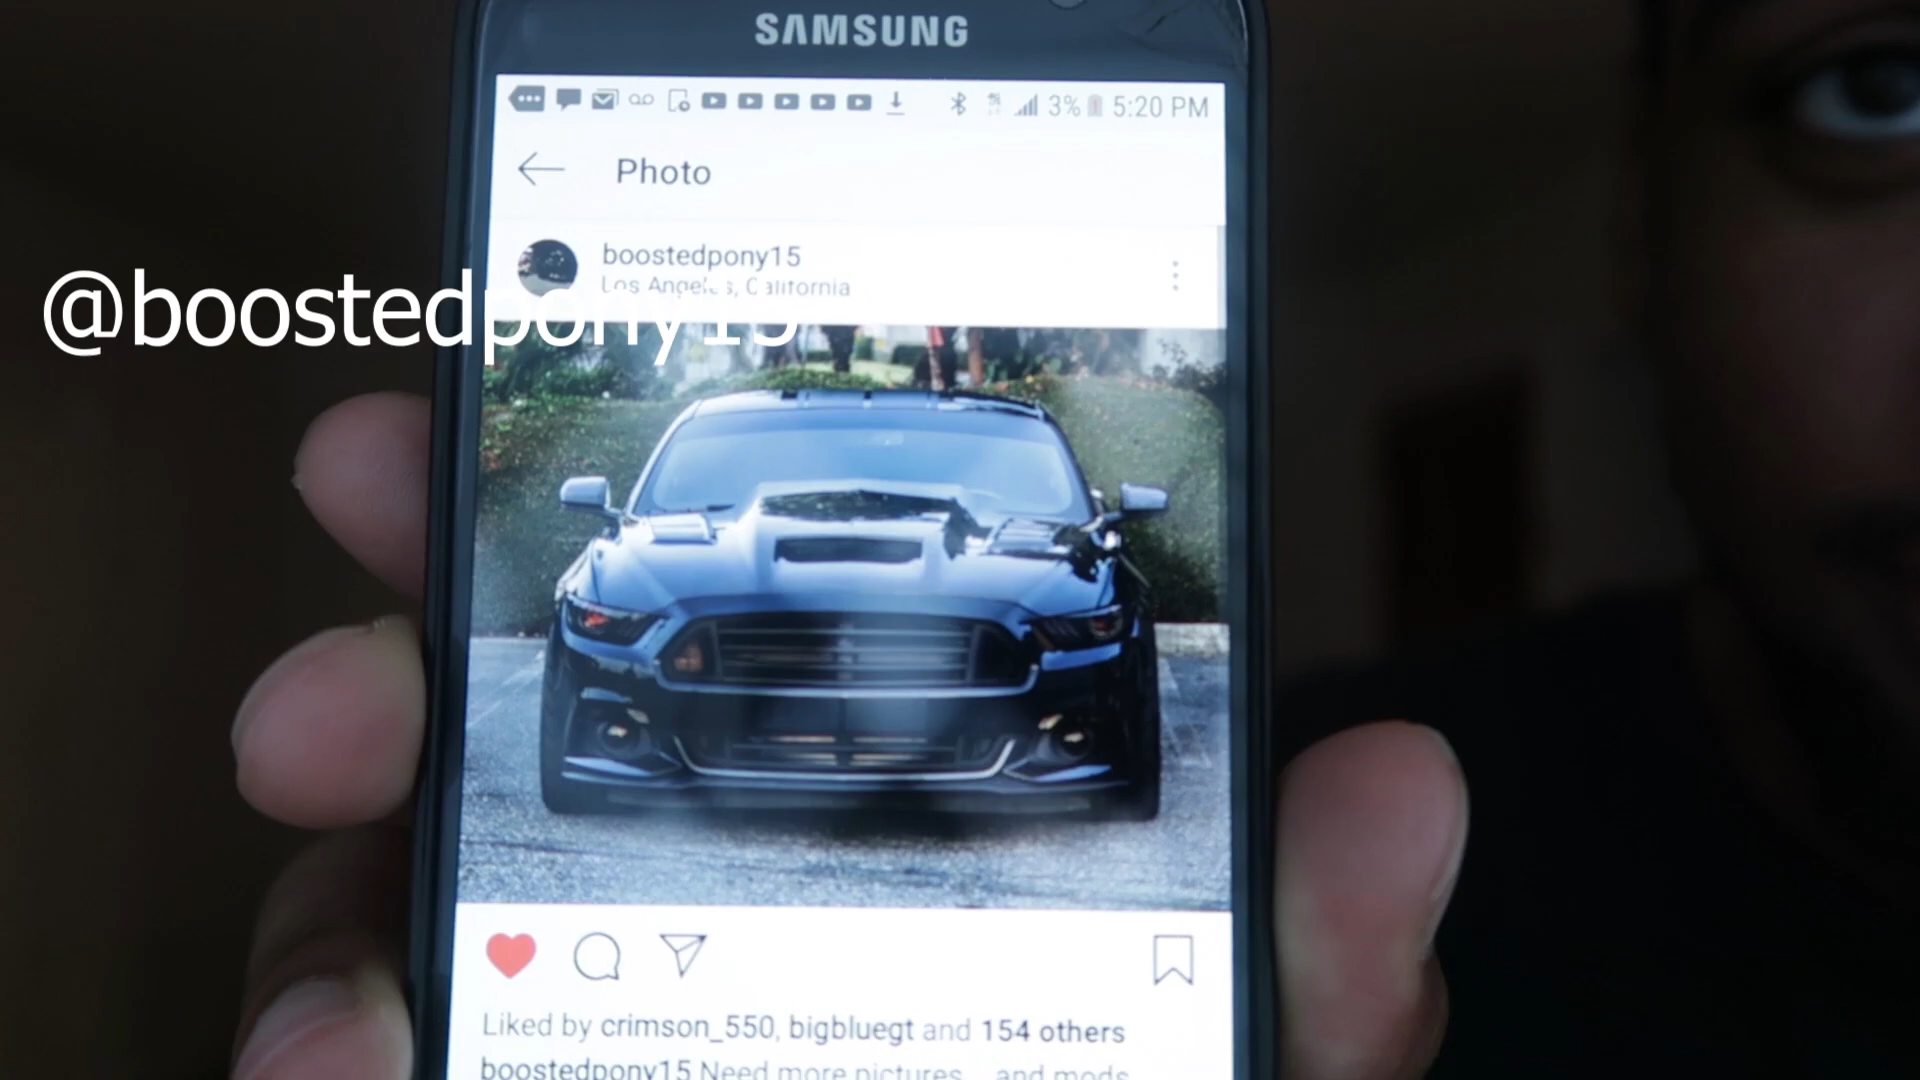 SAMSUNG
3% 5:20 PM
Photo
boostedpony15
Los Angeles, California
@boostedpony15
Liked by crimson_550, bigbluegt and 154 others
boostedpony15 Need more pictures... and mods